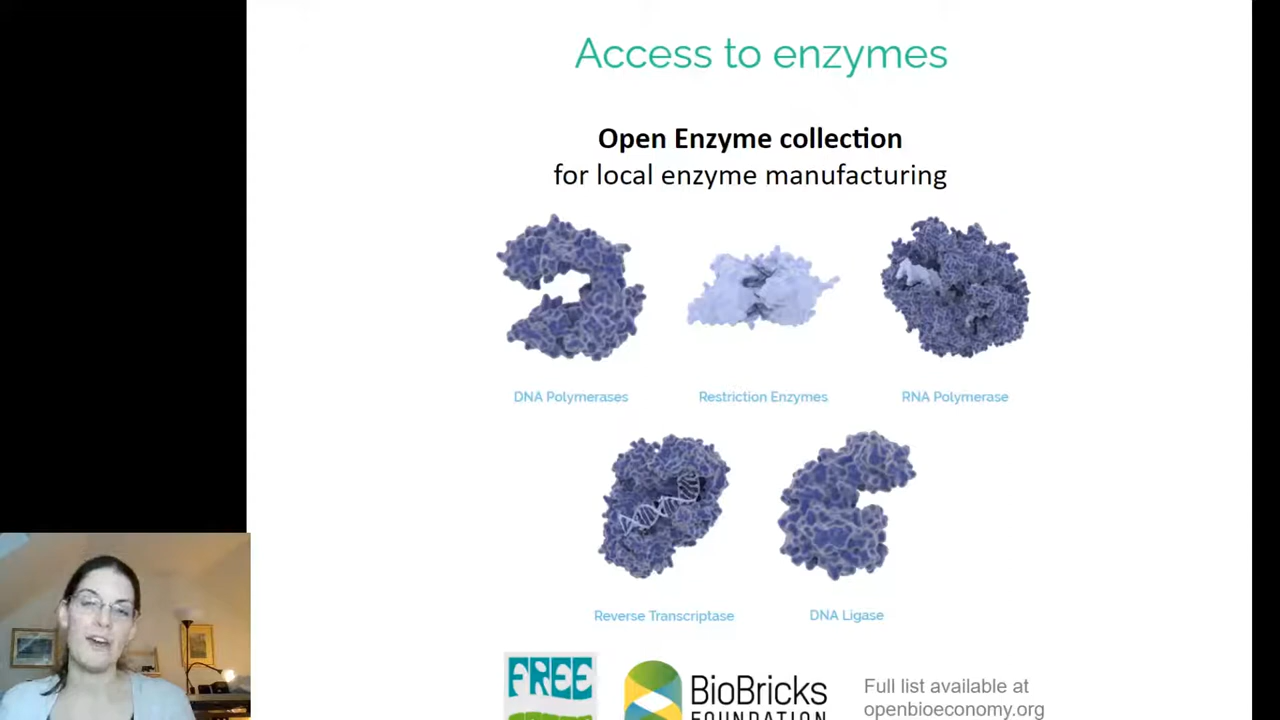 Access to enzymes
Open Enzyme collection
for local enzyme manufacturing
DNA Polymerases
Restriction Enzymes
RNA Polymerase
Reverse Transcriptase
DNA Ligase
FREE
BioBricks
FOUNDATION
Full list available at
openbioeconomy.org